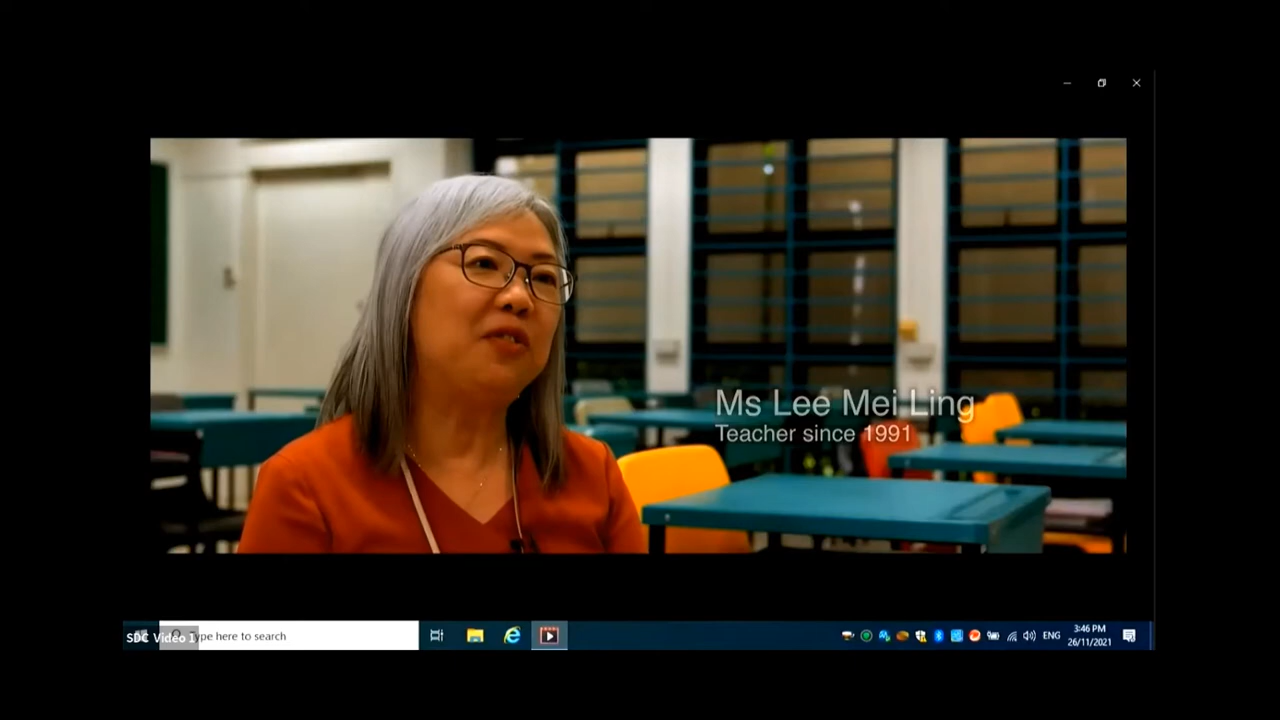 Ms Lee Mei Ling
Teacher since 1991
SDC Video 1
Type here to search
ENG
3:46 PM
26/11/2021